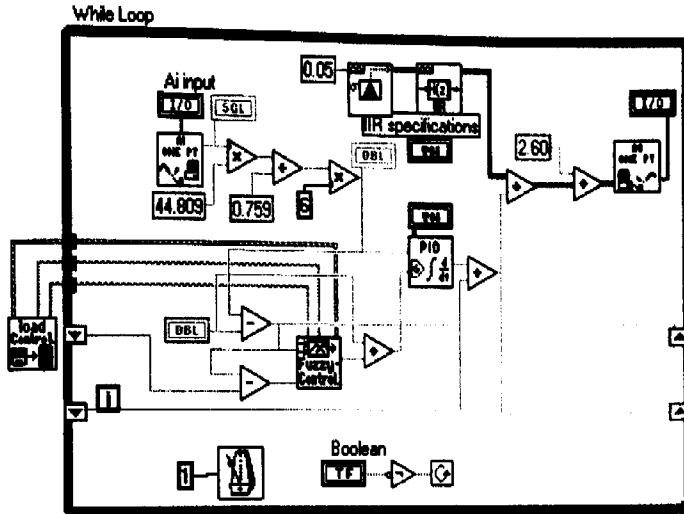 While Loop
0.05
Ai input
I/O
SGL
I/O
IIR specifications
AI
ONE PT
DBL
2.60
ONE PT
44.809
0.759
6
PID
DBL
load
Control
Fuzzy-
Control
i
Boolean
1
TF